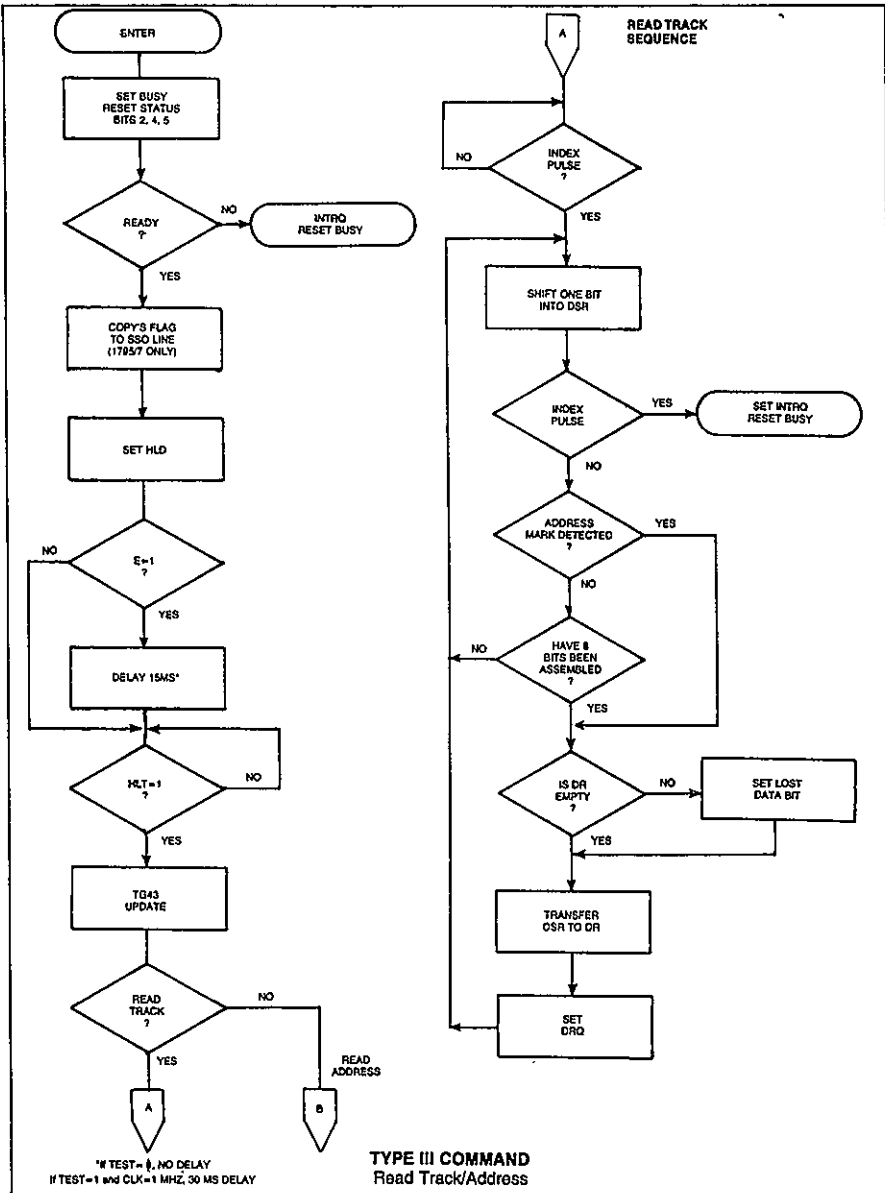 ENTER
SET BUSY
RESET STATUS
BITS 2, 4, 5
READY
?
NO
INTRQ
RESET BUSY
YES
COPY'S FLAG
TO SSO LINE
(1795/7 ONLY)
SET HLD
NO
E=1
?
YES
DELAY 15MS*
HLT=1
?
NO
YES
TG43
UPDATE
READ
TRACK
?
NO
YES
READ
ADDRESS
A
B
*If TEST= , NO DELAY
If TEST=1 and CLK=1 MHZ, 30 MS DELAY
A
READ TRACK
SEQUENCE
NO
INDEX
PULSE
?
YES
SHIFT ONE BIT
INTO DSR
INDEX
PULSE
YES
SET INTRQ
RESET BUSY
NO
ADDRESS
MARK DETECTED
?
YES
NO
NO
HAVE 8
BITS BEEN
ASSEMBLED
?
YES
IS DR
EMPTY
?
NO
SET LOST
DATA BIT
YES
TRANSFER
DSR TO DR
SET
DRQ
TYPE III COMMAND
Read Track/Address